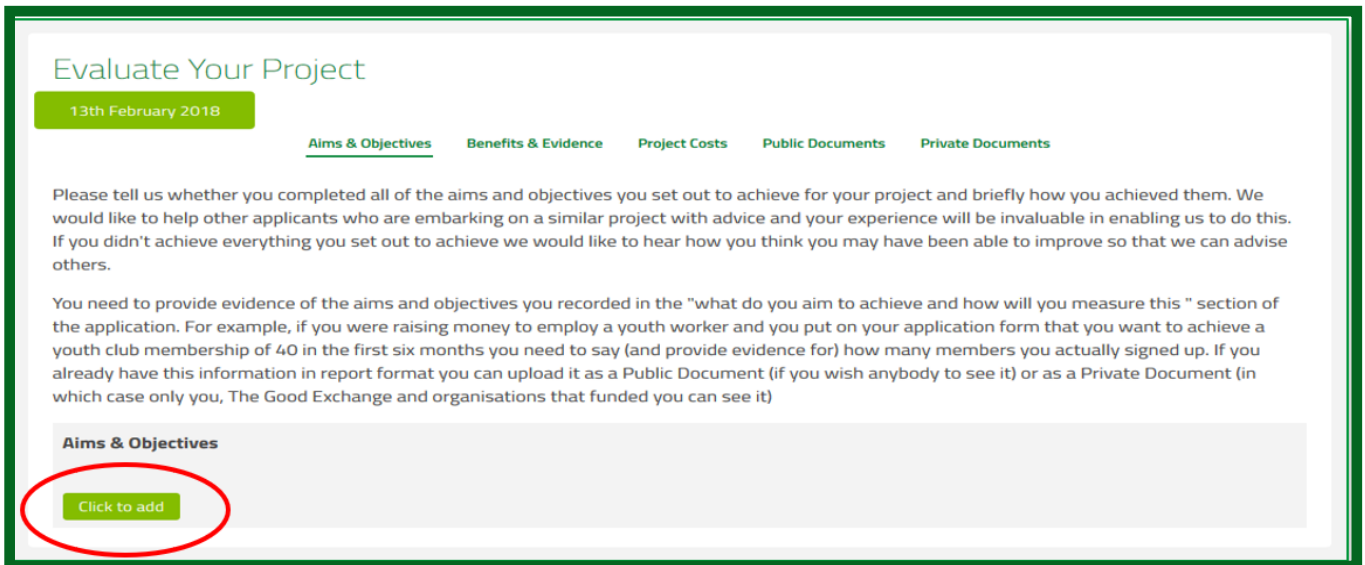 Evaluate Your Project
13th February 2018
Aims & Objectives Benefits & Evidence Project Costs Public Documents Private Documents
Please tell us whether you completed all of the aims and objectives you set out to achieve for your project and briefly how you achieved them. We
would like to help other applicants who are embarking on a similar project with advice and your experience will be invaluable in enabling us to do this.
If you didn't achieve everything you set out to achieve we would like to hear how you think you may have been able to improve so that we can advise
others.
You need to provide evidence of the aims and objectives you recorded in the "what do you aim to achieve and how will you measure this " section of
the application. For example, if you were raising money to employ a youth worker and you put on your application form that you want to achieve a
youth club membership of 40 in the first six months you need to say (and provide evidence for) how many members you actually signed up. If you
already have this information in report format you can upload it as a Public Document (if you wish anybody to see it) or as a Private Document (in
which case only you, The Good Exchange and organisations that funded you can see it)
Aims & Objectives
Click to add